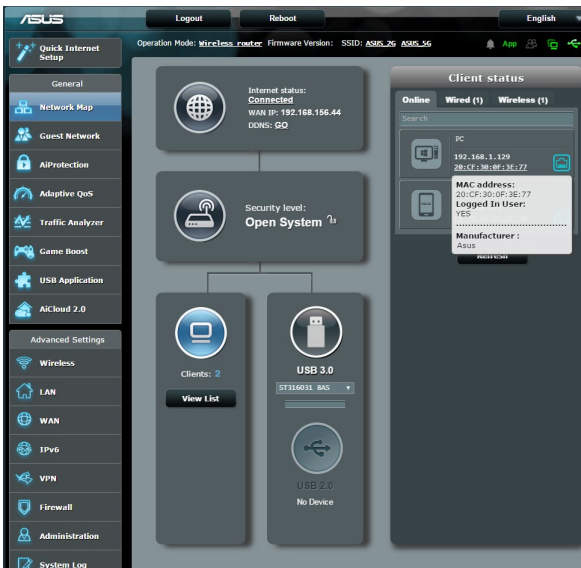 ASUS
Logout
Reboot
English
Quick Internet
Setup
Operation Mode: Wireless router Firmware Version: SSID: ASUS_2G ASUS_5G
App
General
Network Map
Guest Network
AiProtection
Adaptive QoS
Traffic Analyzer
Game Boost
USB Application
AiCloud 2.0
Advanced Settings
Wireless
LAN
WAN
IPv6
VPN
Firewall
Administration
System Log
Internet status:
Connected
WAN IP: 192.168.156.44
DDNS: GO
Security level:
Open System
Clients: 2
View List
USB 3.0
ST316031 8AS
USB 2.0
No Device
Client status
Online Wired (1) Wireless (1)
Search
PC
192.168.1.129
20:CF:30:0F:3E:77
MAC address:
20:CF:30:0F:3E:77
Logged In User:
YES
Manufacturer :
Asus
Refresh